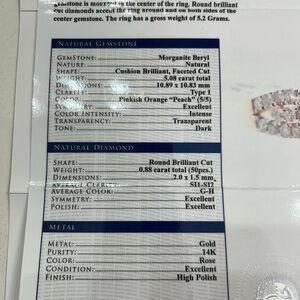 gemstone is mounted in the center of the ring. Round brilliant
cut diamonds accent the ring around and on both sides of the
center gemstone. The ring has a gross weight of 5.2 Grams.
NATURAL GEMSTONE
GEMSTONE: Morganite Beryl
NATURE: Natural
SHAPE: Cushion Brilliant, Faceted Cut
WEIGHT: 5.08 carat total
DIMENSIONS: 10.89 x 10.83 mm
CLARITY: Type I
COLOR: Pinkish Orange "Peach" (5/5)
SYMMETRY: Excellent
COLOR INTENSITY: Intense
TRANSPARENCY: Transparent
TONE: Dark
NATURAL DIAMOND
SHAPE: Round Brilliant Cut
WEIGHT: 0.88 carat total (50pcs.)
DIMENSIONS: 2.0 x 1.5 mm
AVERAGE CLARITY: SI1-SI2
AVERAGE COLOR: G-H
SYMMETRY: Excellent
POLISH: Excellent
METAL
METAL: Gold
PURITY: 14K
COLOR: Rose
CONDITION: Excellent
FINISH: High Polish